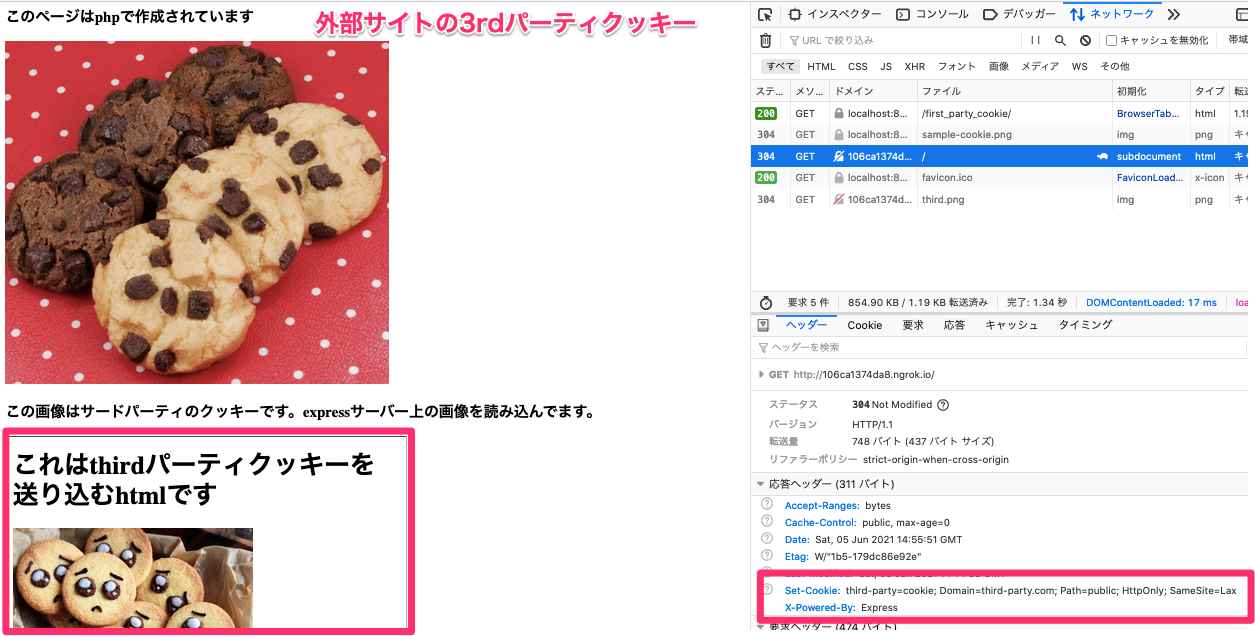 このページはphpで作成されています
外部サイトの3rdパーティクッキー
この画像はサードパーティのクッキーです。expressサーバー上の画像を読み込んでます。
これはthirdパーティクッキーを
送り込むhtmlです
インスペクター コンソール デバッガー ネットワーク
URL で絞り込み キャッシュを無効化 帯域
すべて HTML CSS JS XHR フォント 画像 メディア WS その他
ステ... メソ... ドメイン ファイル 初期化 タイプ 転送
200 GET localhost:8... /first_party_cookie/ BrowserTab... html 1.19
304 GET localhost:8... sample-cookie.png img png キャ
304 GET 106ca1374d... / subdocument html キャ
200 GET localhost:8... favicon.ico FaviconLoad... x-icon キャ
304 GET 106ca1374d... third.png img png キャ
要求 5 件 854.90 KB / 1.19 KB 転送済み 完了: 1.34 秒 DOMContentLoaded: 17 ms loa
ヘッダー Cookie 要求 応答 キャッシュ タイミング
ヘッダーを検索
GET http://106ca1374da8.ngrok.io/
ステータス 304 Not Modified
バージョン HTTP/1.1
転送量 748 バイト (437 バイト サイズ)
リファラーポリシー strict-origin-when-cross-origin
応答ヘッダー (311 バイト)
Accept-Ranges: bytes
Cache-Control: public, max-age=0
Date: Sat, 05 Jun 2021 14:55:51 GMT
Etag: W/"1b5-179dc86e92e"
Set-Cookie: third-party=cookie; Domain=third-party.com; Path=public; HttpOnly; SameSite=Lax
X-Powered-By: Express
要求ヘッダー (474 バイト)